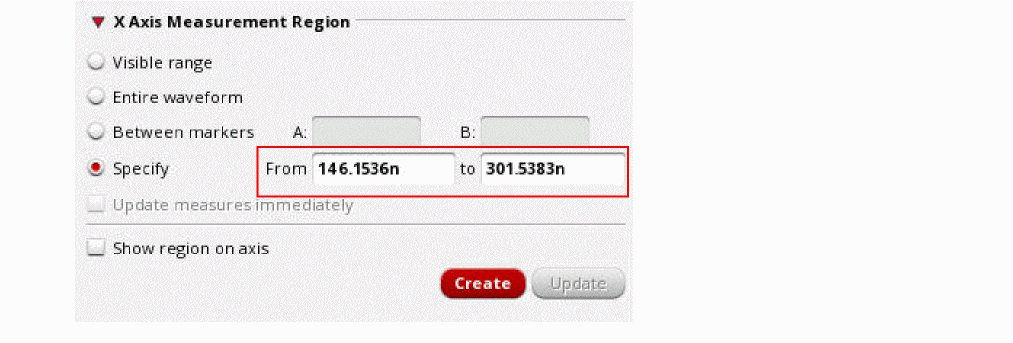 X Axis Measurement Region
Visible range
Entire waveform
Between markers A: B:
Specify From 146.1536n to 301.5383n
Update measures immediately
Show region on axis
Create Update